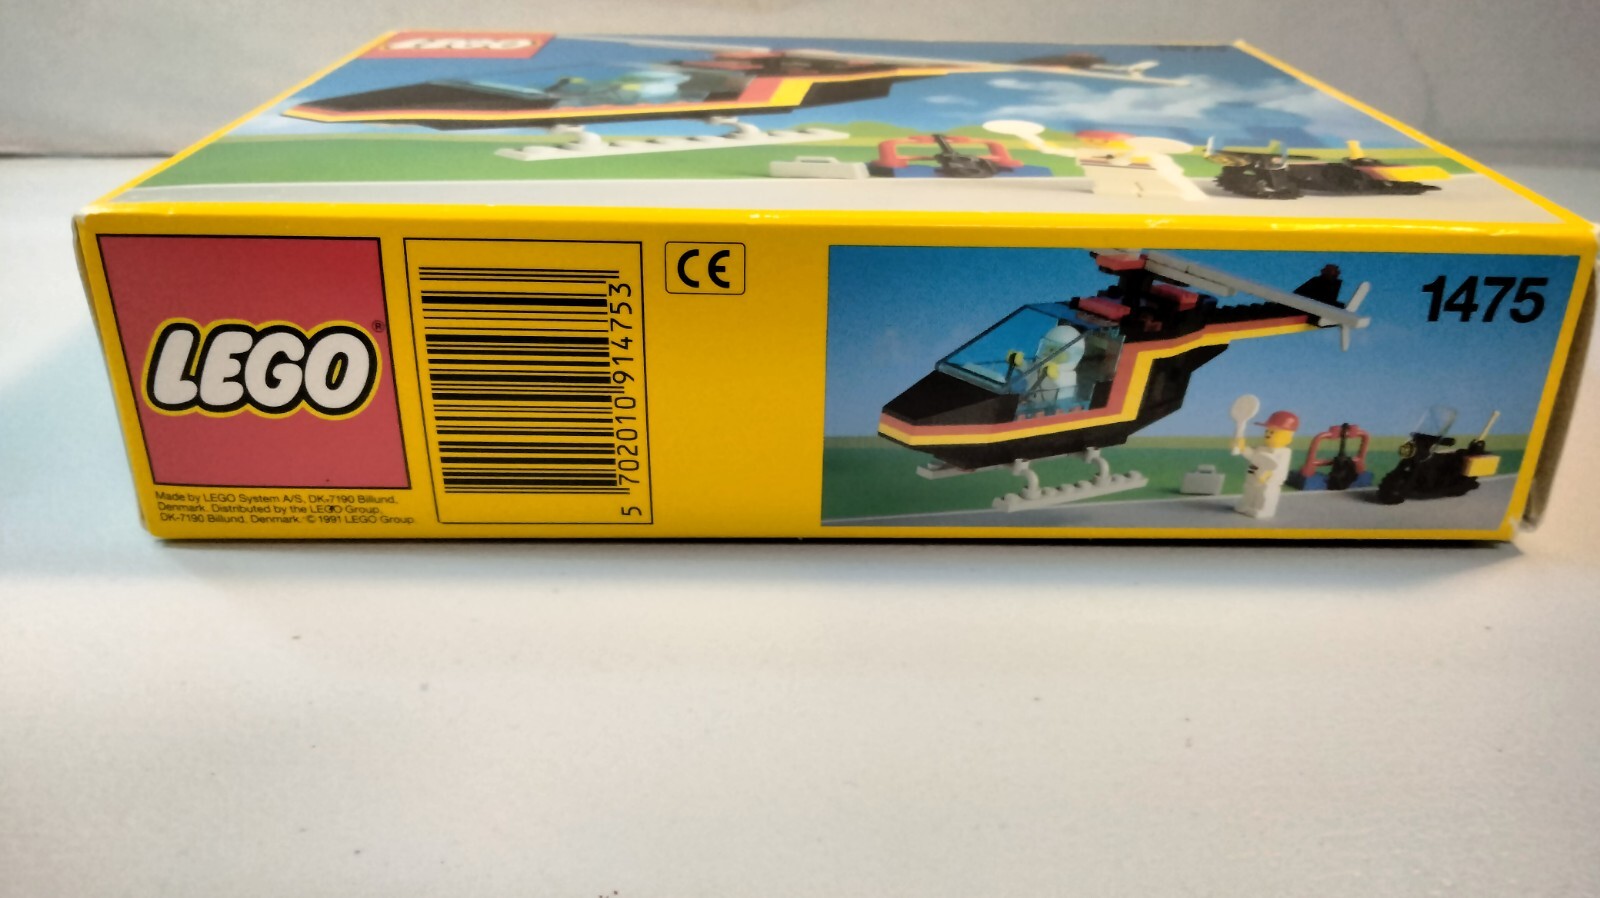 LEGO
LEGO®
Made by LEGO System A/S, DK-7190 Billund,
Denmark. Distributed by the LEGO Group,
DK-7190 Billund, Denmark. © 1991 LEGO Group.
5 702010 914753
CE
1475